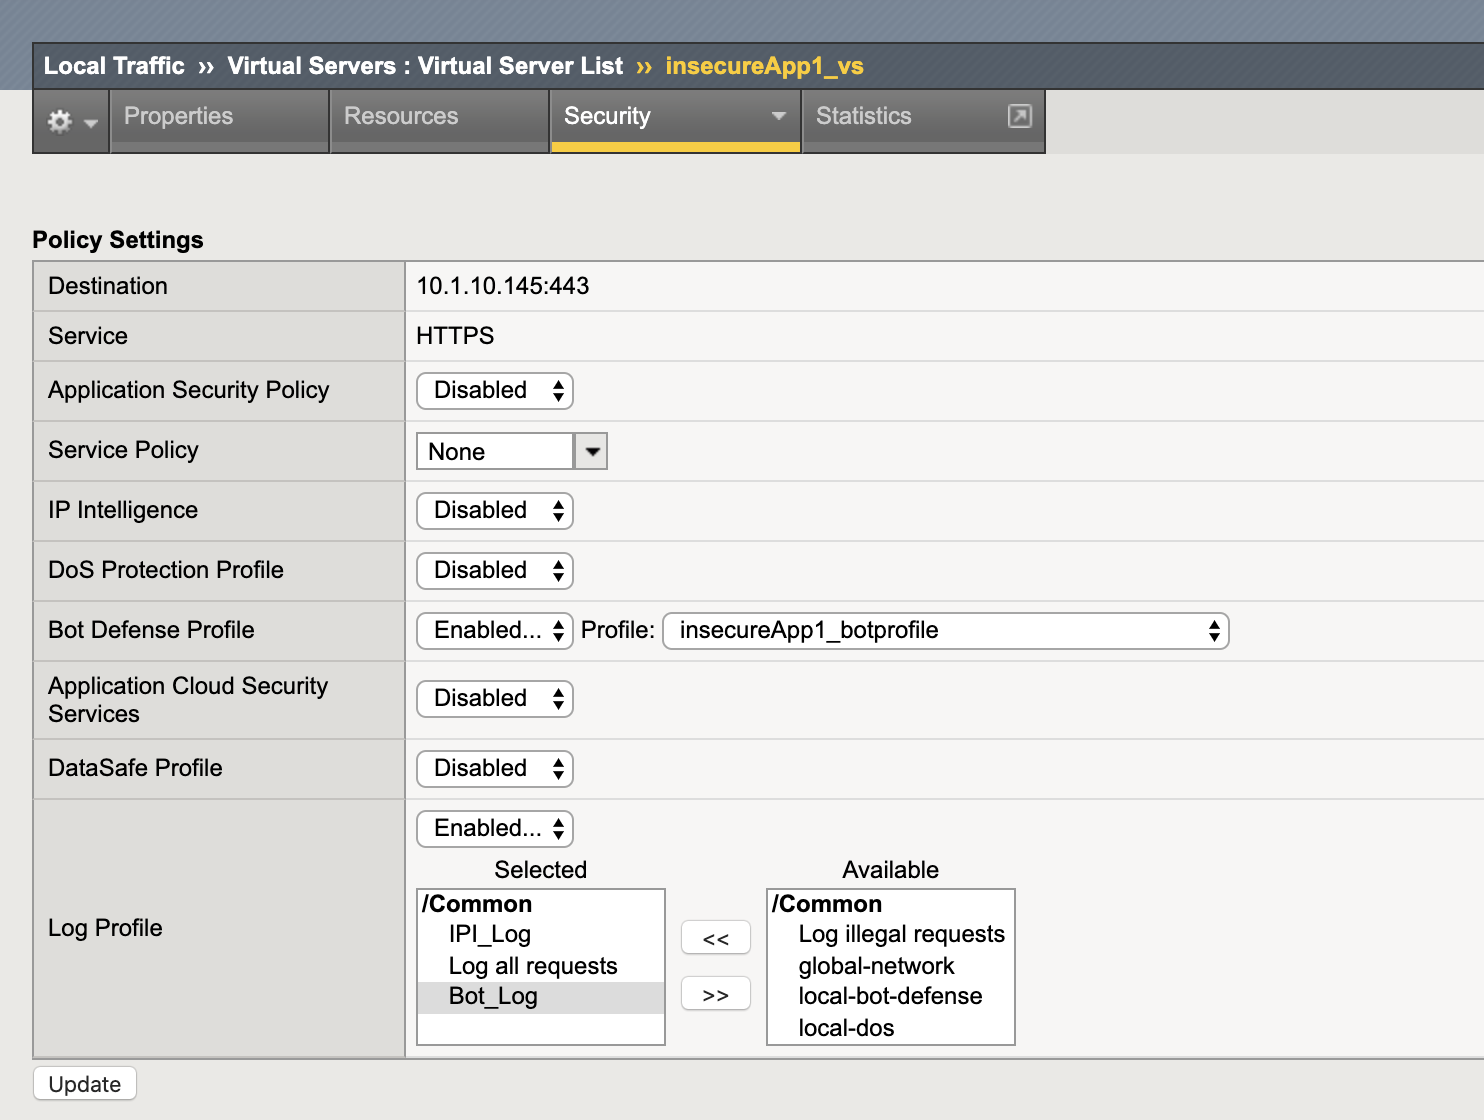 Local Traffic ›› Virtual Servers : Virtual Server List ›› insecureApp1_vs
Properties Resources Security Statistics
Policy Settings
Destination 10.1.10.145:443
Service HTTPS
Application Security Policy Disabled
Service Policy None
IP Intelligence Disabled
DoS Protection Profile Disabled
Bot Defense Profile Enabled... Profile: insecureApp1_botprofile
Application Cloud Security
Services Disabled
DataSafe Profile Disabled
Log Profile Enabled...
Selected Available
/Common /Common
IPI_Log Log illegal requests
<< 
Log all requests global-network
Bot_Log local-bot-defense
>>
local-dos
Update